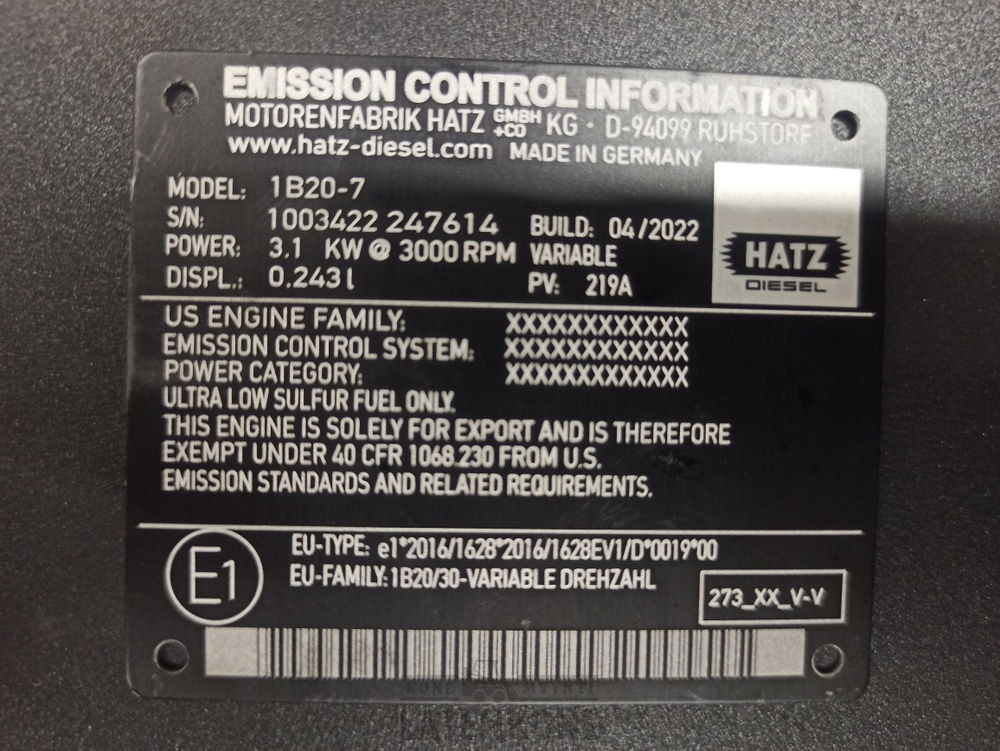 EMISSION CONTROL INFORMATION
MOTORENFABRIK HATZ GMBH +CO KG · D-94099 RUHSTORF
www.hatz-diesel.com MADE IN GERMANY
MODEL: 1B20-7
S/N: 1003422 247614 BUILD: 04/2022
POWER: 3.1 KW @ 3000 RPM VARIABLE
DISPL.: 0.243 l PV: 219A
HATZ
DIESEL
US ENGINE FAMILY: XXXXXXXXXXXX
EMISSION CONTROL SYSTEM: XXXXXXXXXXXX
POWER CATEGORY: XXXXXXXXXXXX
ULTRA LOW SULFUR FUEL ONLY.
THIS ENGINE IS SOLELY FOR EXPORT AND IS THEREFORE
EXEMPT UNDER 40 CFR 1068.230 FROM U.S.
EMISSION STANDARDS AND RELATED REQUIREMENTS.
E1
EU-TYPE: e1*2016/1628*2016/1628EV1/D*0019*00
EU-FAMILY: 1B20/30-VARIABLE DREHZAHL
273_XX_V-V
KONE MYYNTI